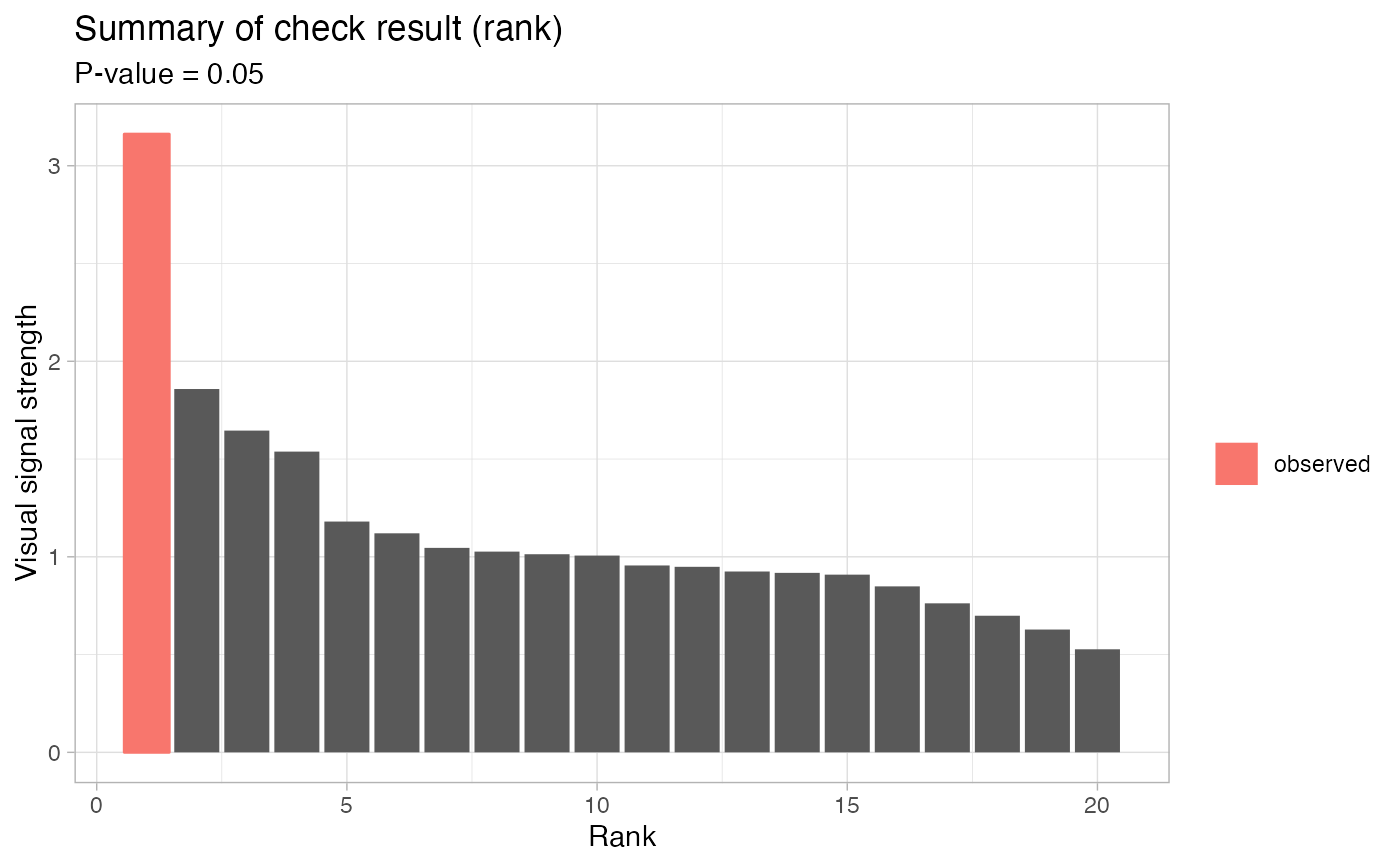 Summary of check result (rank)
P-value = 0.05
Visual signal strength
3
2
1
0
0
5
10
15
20
Rank
observed